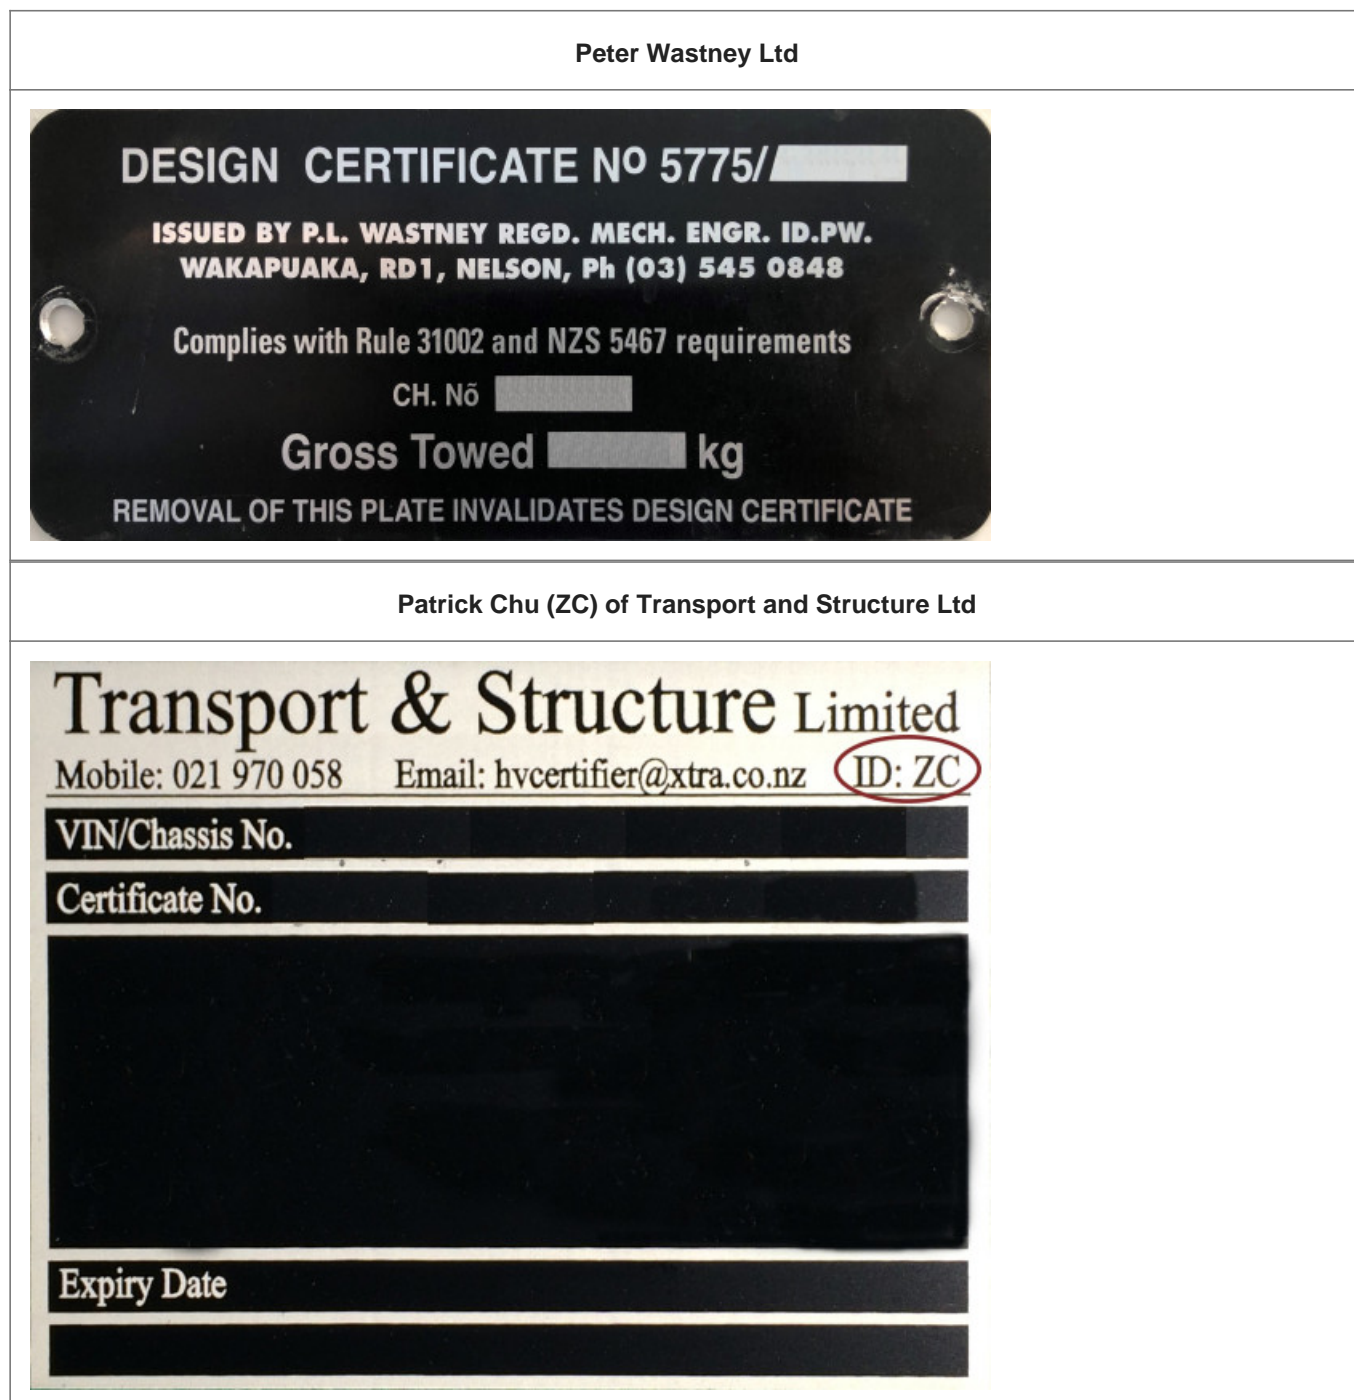 Peter Wastney Ltd
DESIGN CERTIFICATE Nº 5775//
ISSUED BY P.L. WASTNEY REGD. MECH. ENGR. ID.PW.
WAKAPUAKA, RD1, NELSON, Ph (03) 545 0848
Complies with Rule 31002 and NZS 5467 requirements
CH. Nõ
Gross Towed kg
REMOVAL OF THIS PLATE INVALIDATES DESIGN CERTIFICATE
Patrick Chu (ZC) of Transport and Structure Ltd
Transport & Structure Limited
Mobile: 021 970 058 Email: hvcertifier@xtra.co.nz ID: ZC
VIN/Chassis No.
Certificate No.
Expiry Date